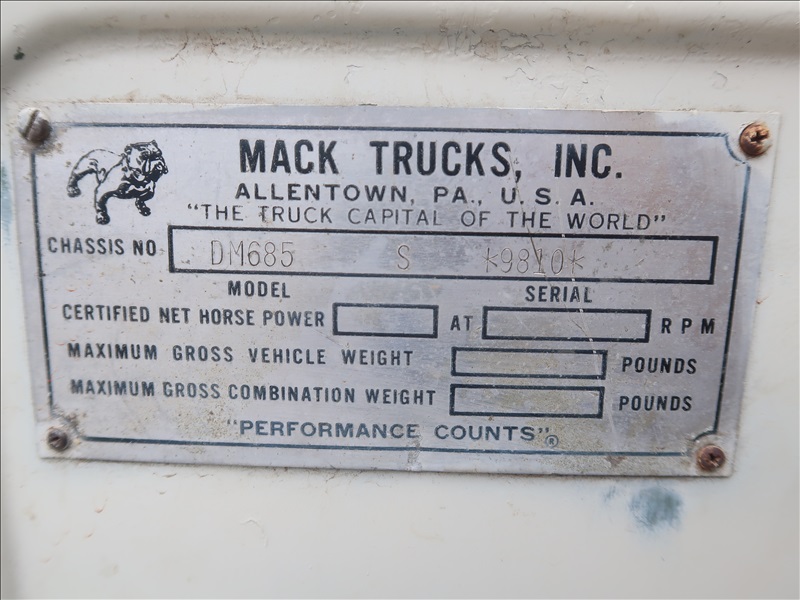 MACK TRUCKS, INC.
ALLENTOWN, PA., U.S.A.
"THE TRUCK CAPITAL OF THE WORLD"
CHASSIS NO DM685 S *9810*
MODEL SERIAL
CERTIFIED NET HORSE POWER AT RPM
MAXIMUM GROSS VEHICLE WEIGHT POUNDS
MAXIMUM GROSS COMBINATION WEIGHT POUNDS
"PERFORMANCE COUNTS"®